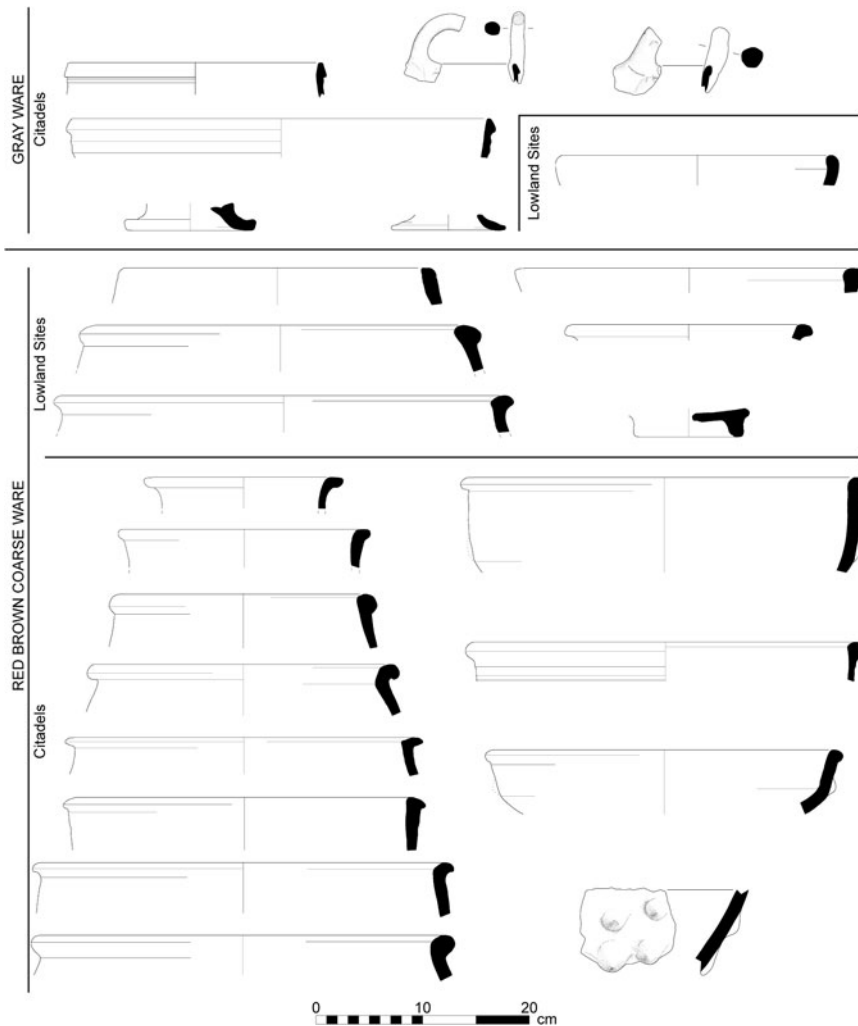 GRAY WARE
Citadels
Lowland Sites
RED BROWN COARSE WARE
Lowland Sites
Citadels
0 10 20
cm